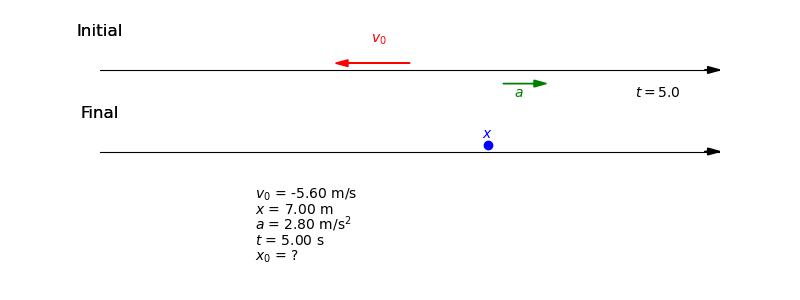 Initial
v₀
a
t = 5.0
Final
x
v₀ = -5.60 m/s
x = 7.00 m
a = 2.80 m/s²
t = 5.00 s
x₀ = ?